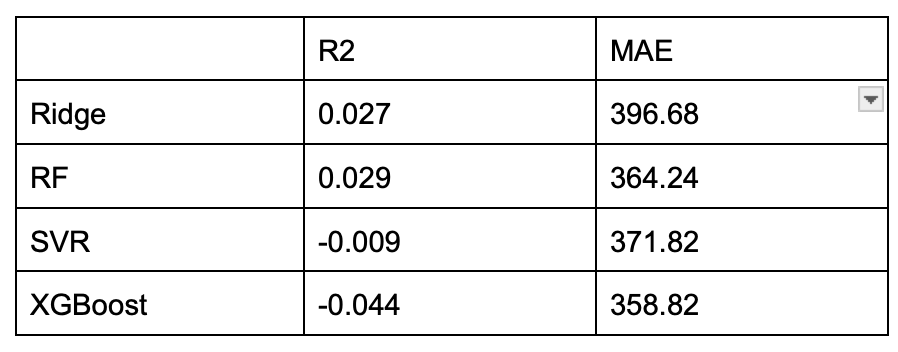 R2 MAE
Ridge 0.027 396.68
RF 0.029 364.24
SVR -0.009 371.82
XGBoost -0.044 358.82